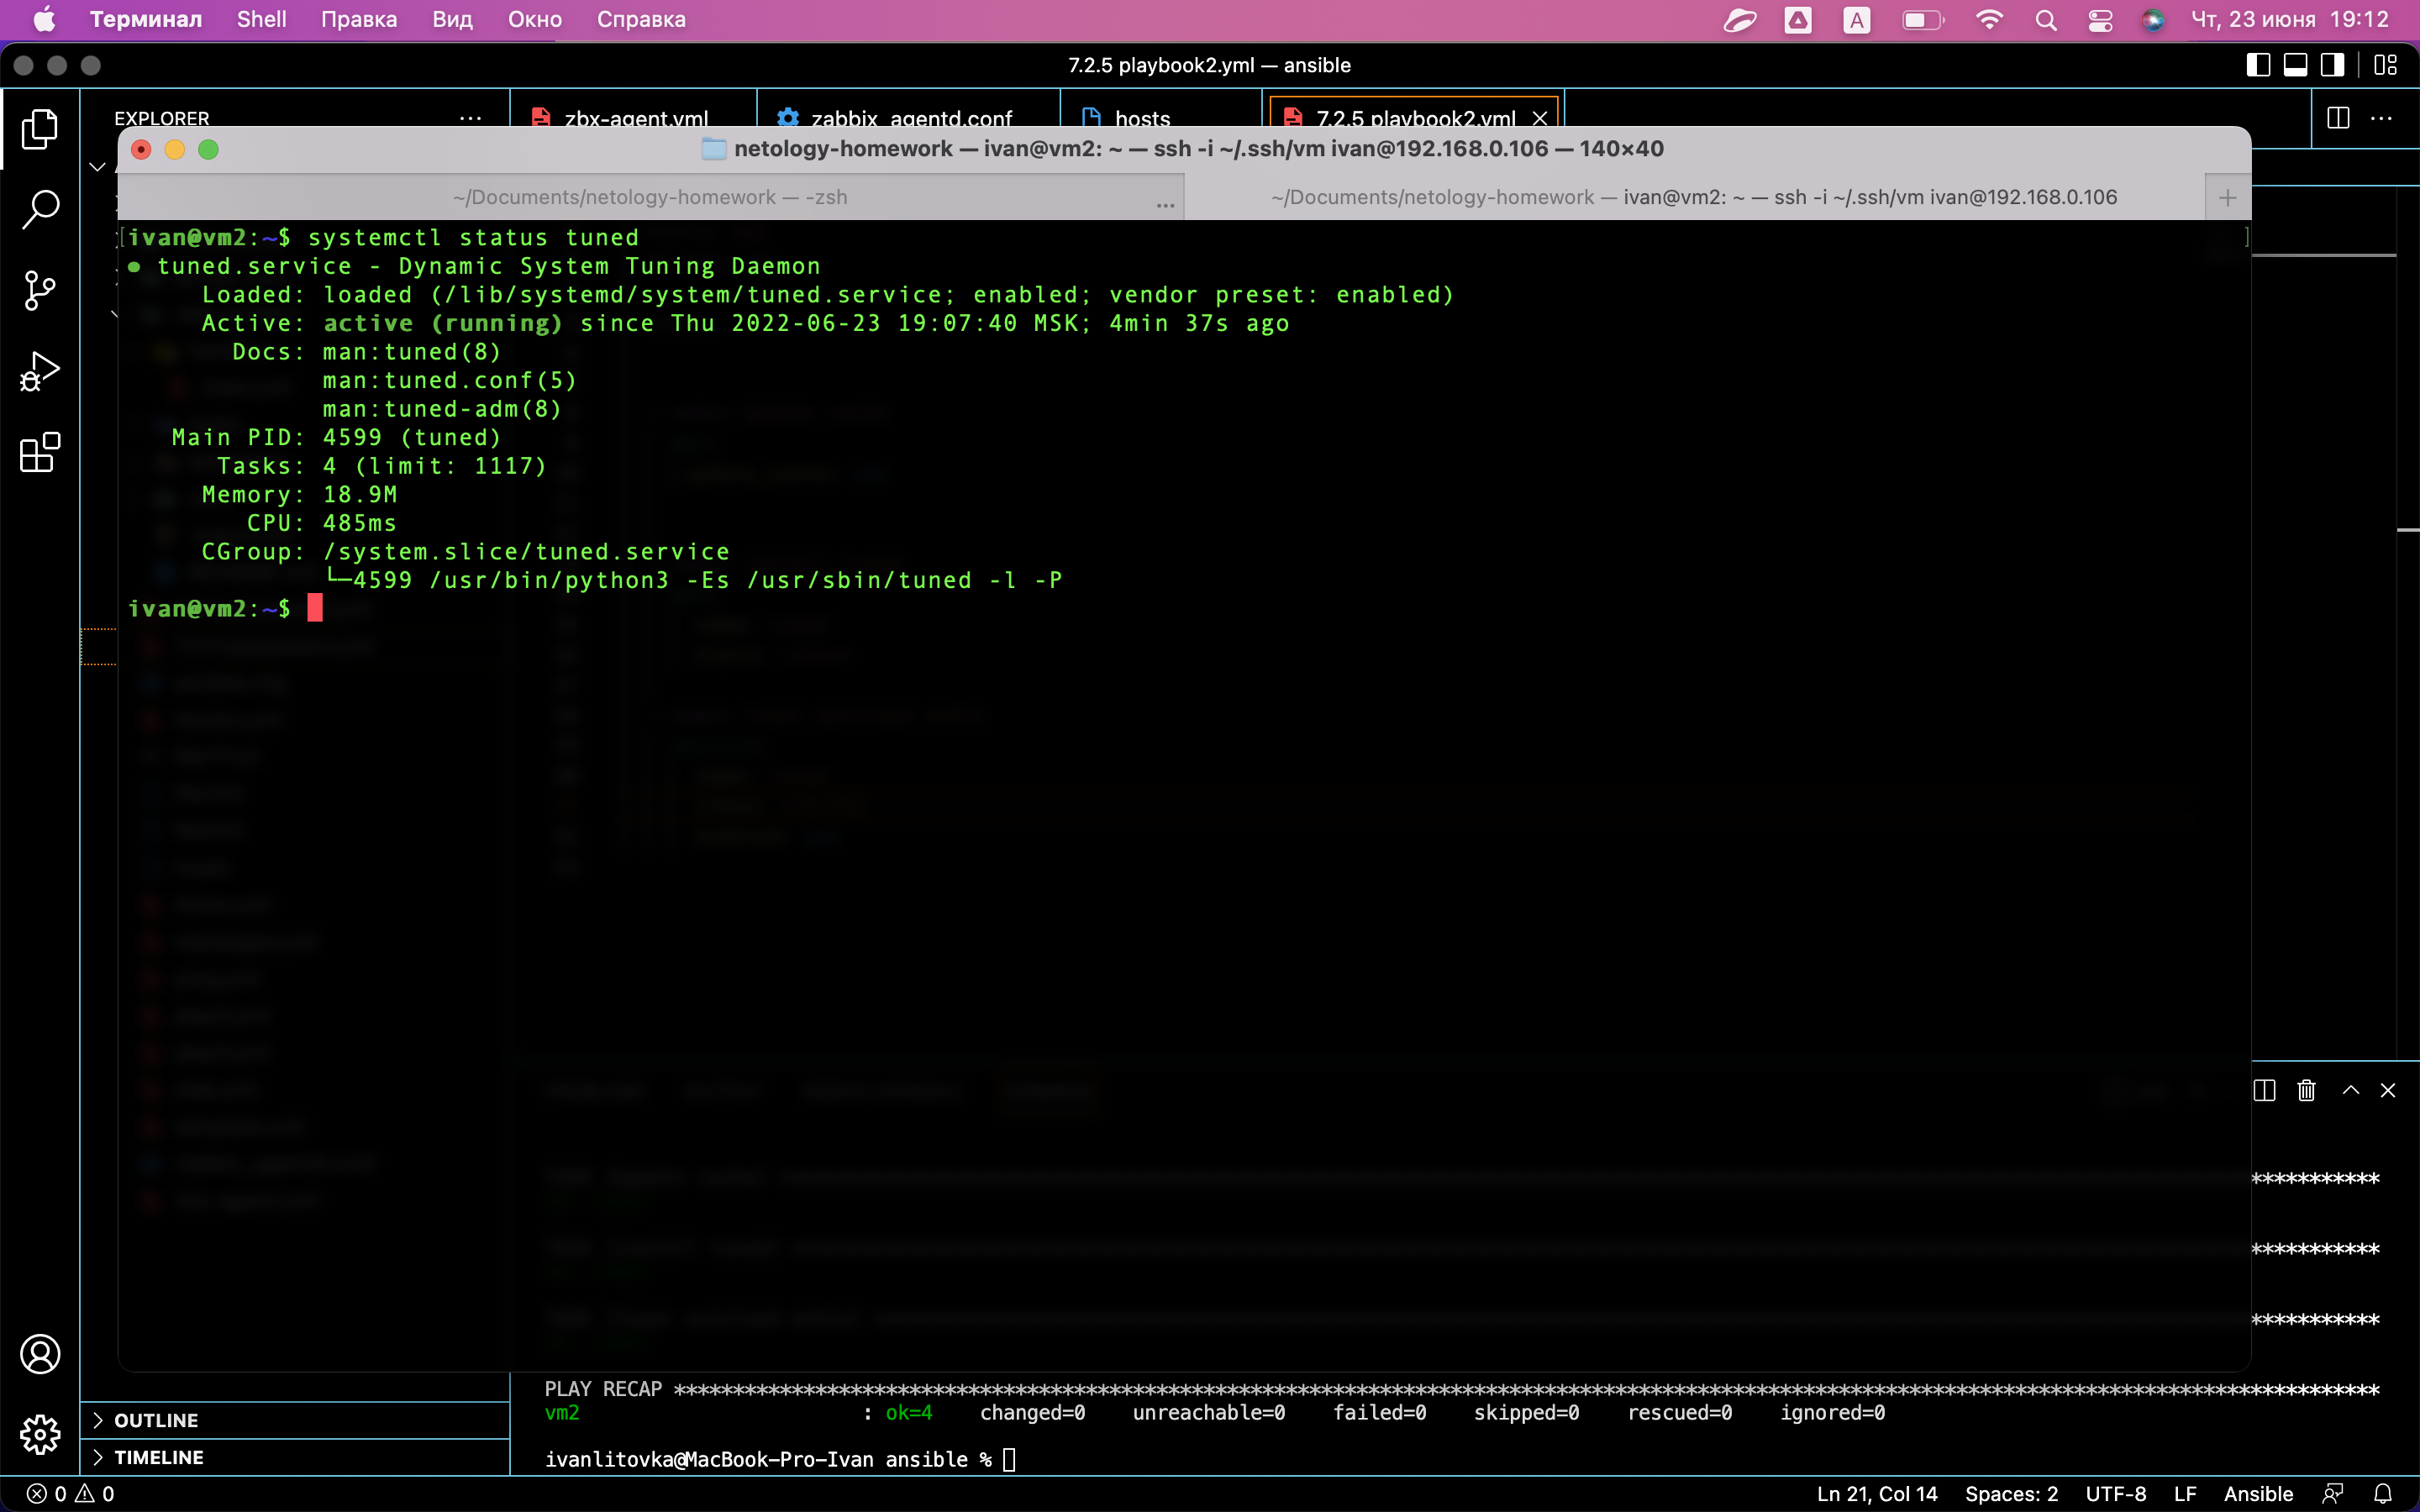 Терминал Shell Правка Вид Окно Справка A Чт, 23 июня 19:12
7.2.5 playbook2.yml — ansible
EXPLORER ··· zbx-agent.yml zabbix_agentd.conf hosts 7.2.5 playbook2.yml
netology-homework — ivan@vm2: ~ — ssh -i ~/.ssh/vm ivan@192.168.0.106 — 140×40
~/Documents/netology-homework — -zsh ... ~/Documents/netology-homework — ivan@vm2: ~ — ssh -i ~/.ssh/vm ivan@192.168.0.106 +
[ivan@vm2:~$ systemctl status tuned ]
● tuned.service - Dynamic System Tuning Daemon
Loaded: loaded (/lib/systemd/system/tuned.service; enabled; vendor preset: enabled)
Active: active (running) since Thu 2022-06-23 19:07:40 MSK; 4min 37s ago
Docs: man:tuned(8)
man:tuned.conf(5)
man:tuned-adm(8)
Main PID: 4599 (tuned)
Tasks: 4 (limit: 1117)
Memory: 18.9M
CPU: 485ms
CGroup: /system.slice/tuned.service
└─4599 /usr/bin/python3 -Es /usr/sbin/tuned -l -P
ivan@vm2:~$
***********
***********
***********
PLAY RECAP *************************************************************************************************************************************************
vm2 : ok=4 changed=0 unreachable=0 failed=0 skipped=0 rescued=0 ignored=0
ivanlitovka@MacBook-Pro-Ivan ansible %
OUTLINE
TIMELINE
0 0 Ln 21, Col 14 Spaces: 2 UTF-8 LF Ansible